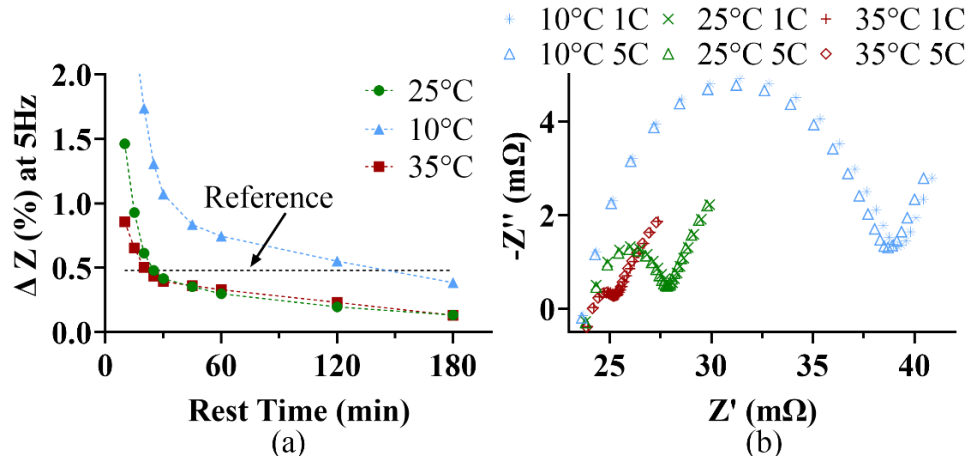 10°C 1C 25°C 1C 35°C 1C
10°C 5C 25°C 5C 35°C 5C
Δ Z (%) at 5Hz
2.0
1.5
1.0
0.5
0.0
25°C
10°C
35°C
Reference
0 60 120 180
Rest Time (min)
(a)
-Z'' (mΩ)
4
2
0
25 30 35 40
Z' (mΩ)
(b)